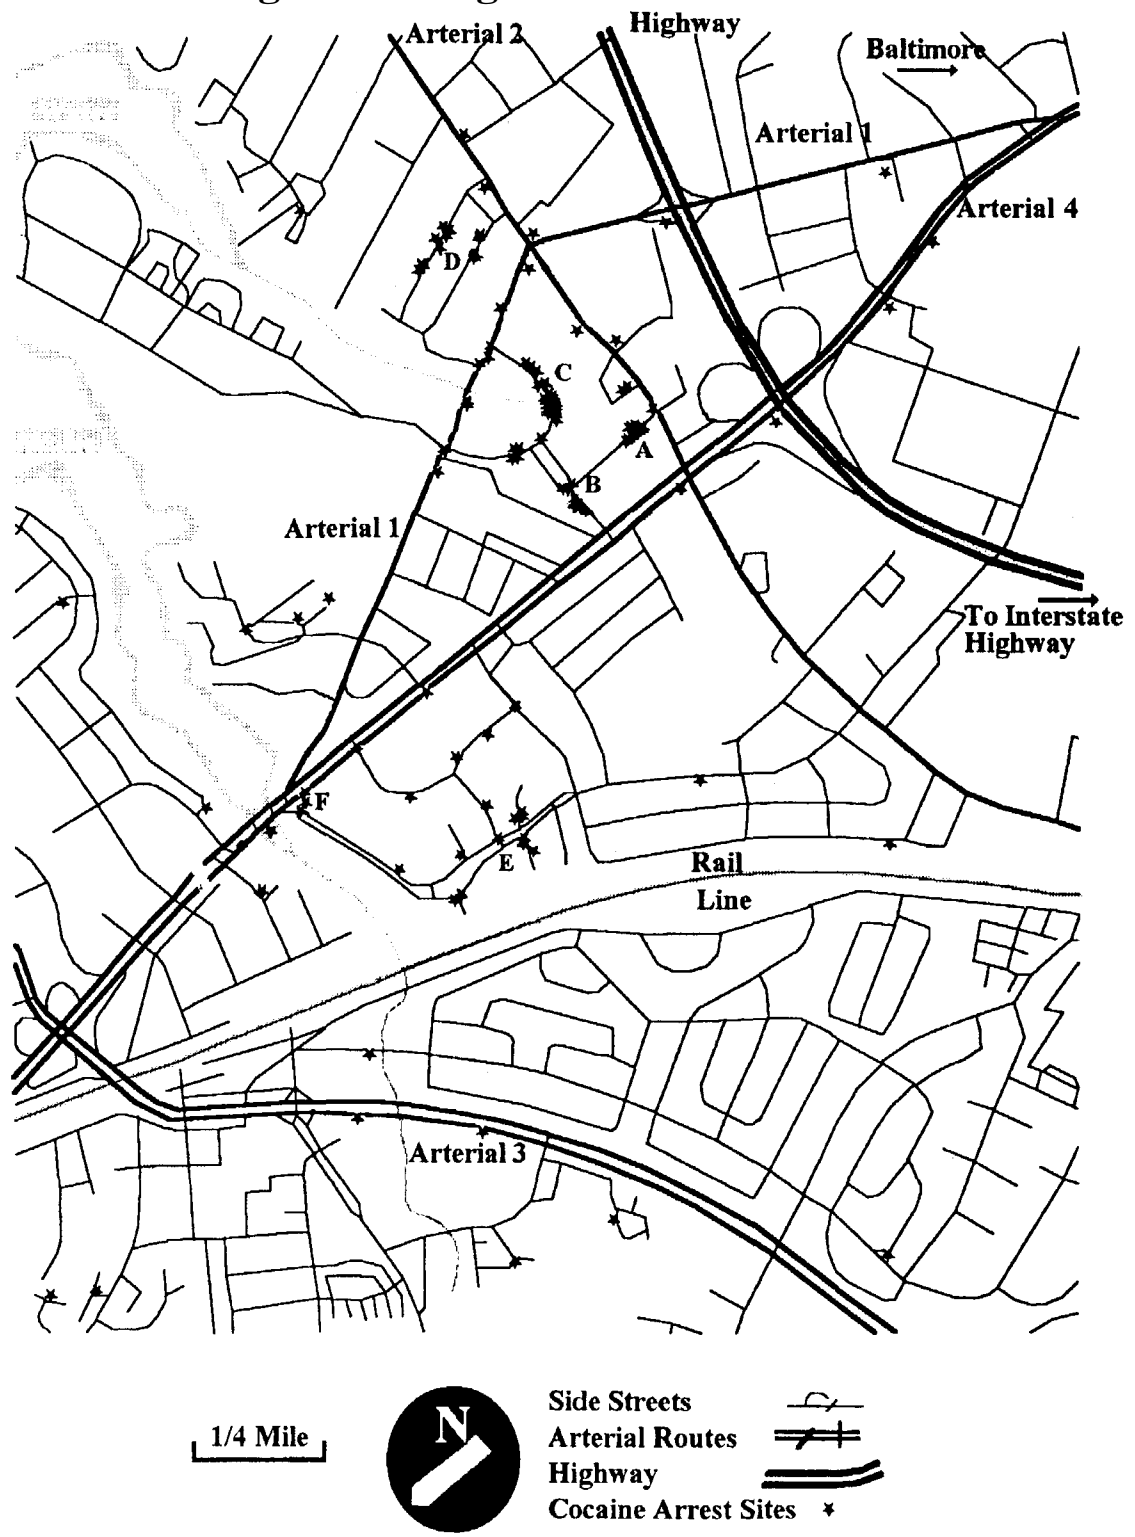 Arterial 2
Highway
Baltimore
Arterial 1
Arterial 4
D
C
A
B
Arterial 1
To Interstate
Highway
F
E
Rail
Line
Arterial 3
1/4 Mile
N
Side Streets
Arterial Routes
Highway
Cocaine Arrest Sites